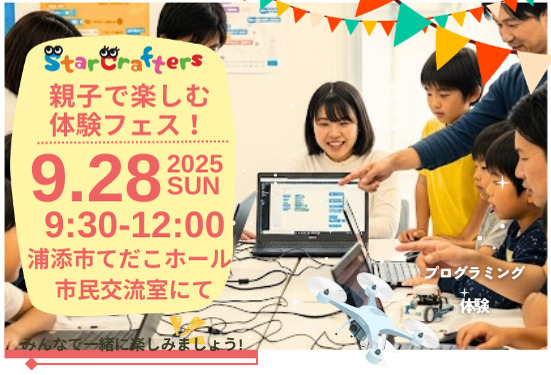 StarCrafters
親子で楽しむ
体験フェス！
9.28 2025
SUN
9:30-12:00
浦添市てだこホール
市民交流室にて
プログラミング
体験
みんなで一緒に楽しみましょう!